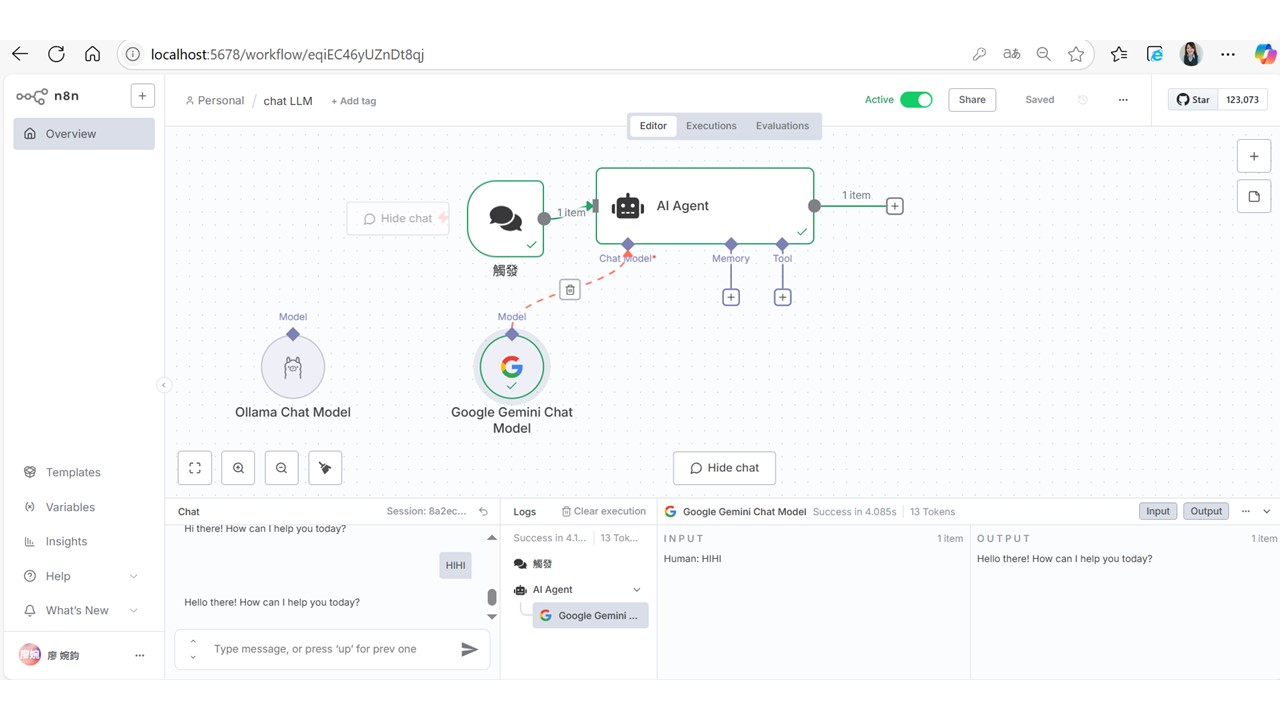 localhost:5678/workflow/eqiEC46yUZnDt8qj
n8n
Personal / chat LLM + Add tag
Active
Share
Saved
Star 123,073
Overview
Editor Executions Evaluations
Hide chat
1 item
AI Agent
1 item
觸發
Chat Model*
Memory
Tool
Model
Model
Ollama Chat Model
Google Gemini Chat
Model
Hide chat
Templates
Variables
Insights
Help
What's New
廖 婉鈞
Chat
Session: 8a2ec...
Hi there! How can I help you today?
HIHI
Hello there! How can I help you today?
Type message, or press 'up' for prev one
Logs
Clear execution
Success in 4.1... 13 Tok...
觸發
AI Agent
Google Gemini ...
Google Gemini Chat Model Success in 4.085s 13 Tokens
Input Output
INPUT
1 item
Human: HIHI
OUTPUT
1 item
Hello there! How can I help you today?